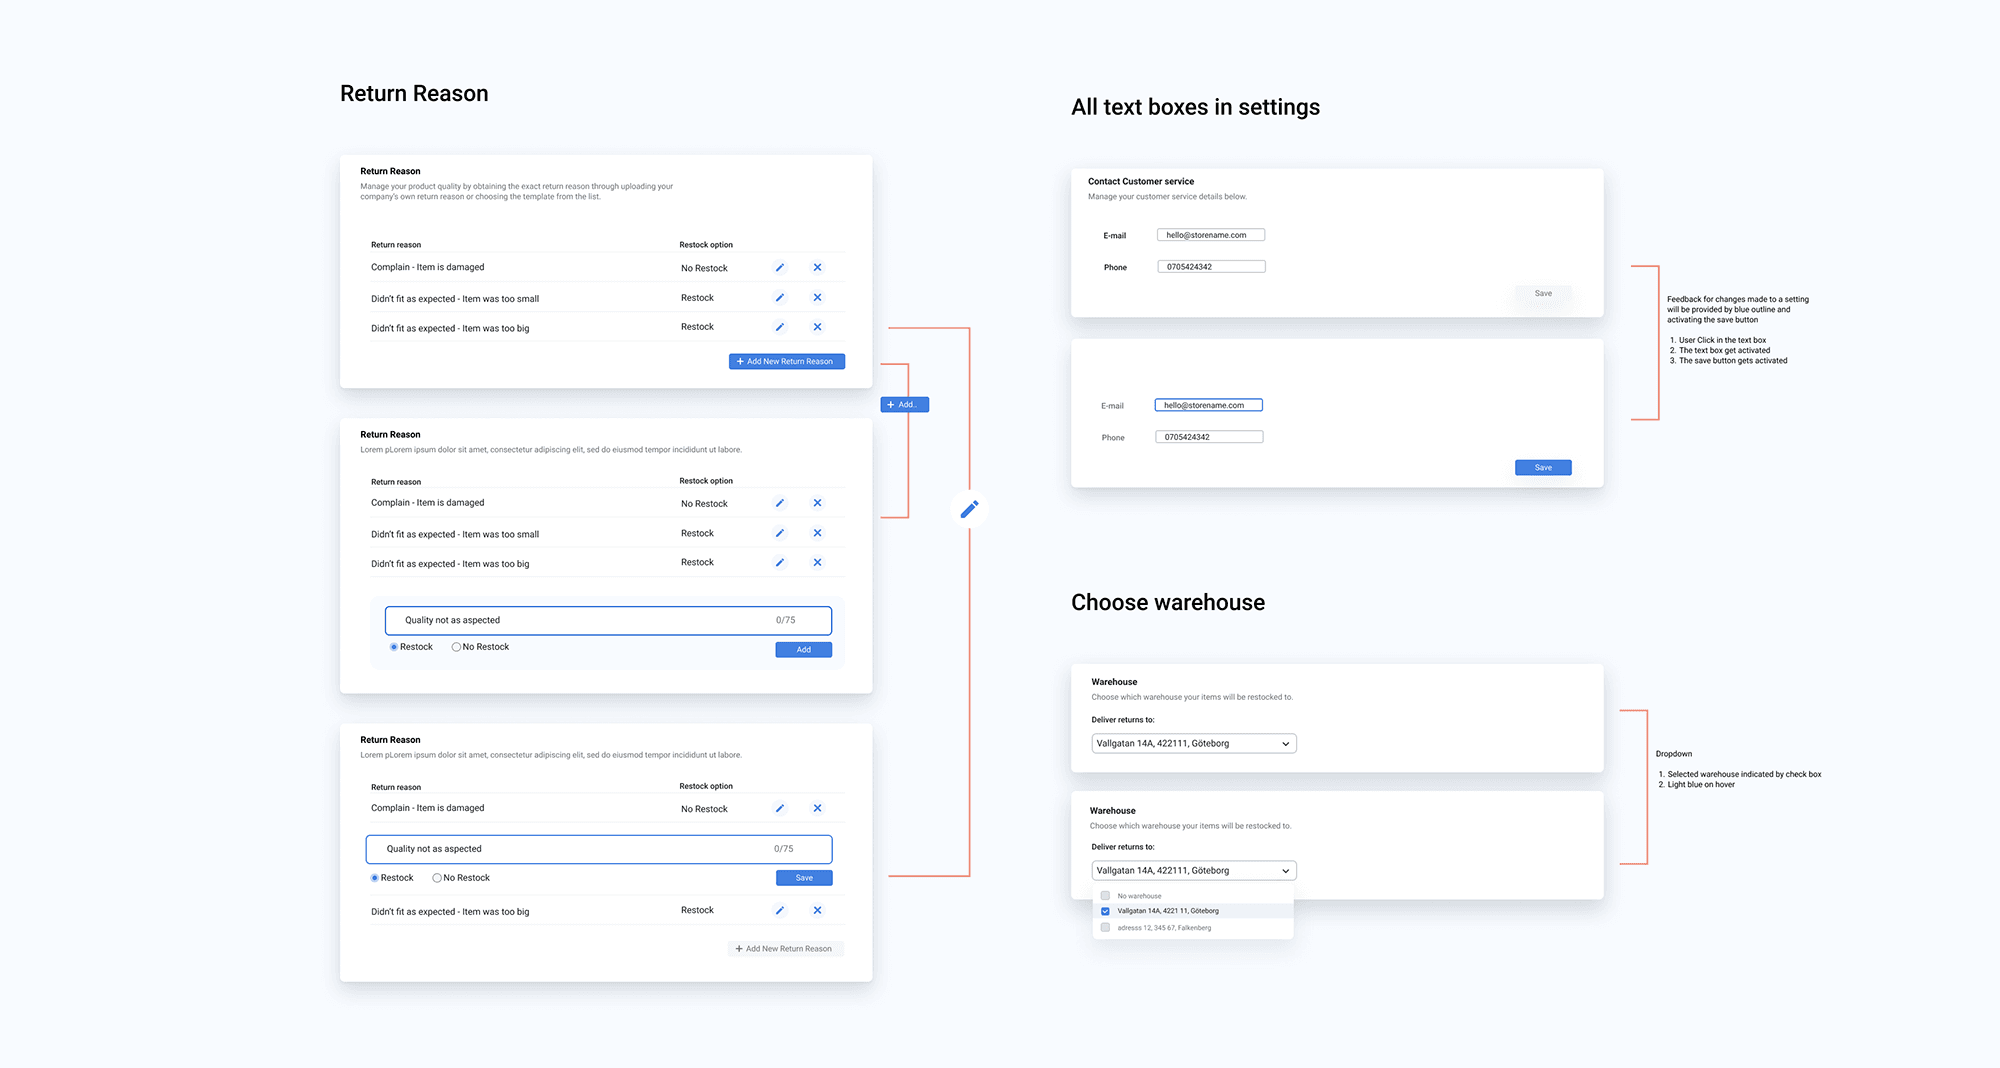 Return Reason
Return Reason
Manage your product quality by obtaining the exact return reason through uploading your
company's own return reason or choosing the template from the list.
Return reason Restock option
Complain - Item is damaged No Restock
Didn't fit as expected - Item was too small Restock
Didn't fit as expected - Item was too big Restock
+ Add New Return Reason
+ Add..
Return Reason
Lorem pLorem ipsum dolor sit amet, consectetur adipiscing elit, sed do eiusmod tempor incididunt ut labore.
Return reason Restock option
Complain - Item is damaged No Restock
Didn't fit as expected - Item was too small Restock
Didn't fit as expected - Item was too big Restock
Quality not as aspected 0/75
Restock No Restock
Add
Return Reason
Lorem pLorem ipsum dolor sit amet, consectetur adipiscing elit, sed do eiusmod tempor incididunt ut labore.
Return reason Restock option
Complain - Item is damaged No Restock
Quality not as aspected 0/75
Restock No Restock
Save
Didn't fit as expected - Item was too big Restock
+ Add New Return Reason
All text boxes in settings
Contact Customer service
Manage your customer service details below.
E-mail hello@storename.com
Phone 0705424342
Save
E-mail hello@storename.com
Phone 0705424342
Save
Feedback for changes made to a setting
will be provided by blue outline and
activating the save button
1. User Click in the text box
2. The text box get activated
3. The save button gets activated
Choose warehouse
Warehouse
Choose which warehouse your items will be restocked to.
Deliver returns to:
Vallgatan 14A, 422111, Göteborg
Warehouse
Choose which warehouse your items will be restocked to.
Deliver returns to:
Vallgatan 14A, 422111, Göteborg
No warehouse
Vallgatan 14A, 4221 11, Göteborg
adresss 12, 345 67, Falkenberg
Dropdown
1. Selected warehouse indicated by check box
2. Light blue on hover